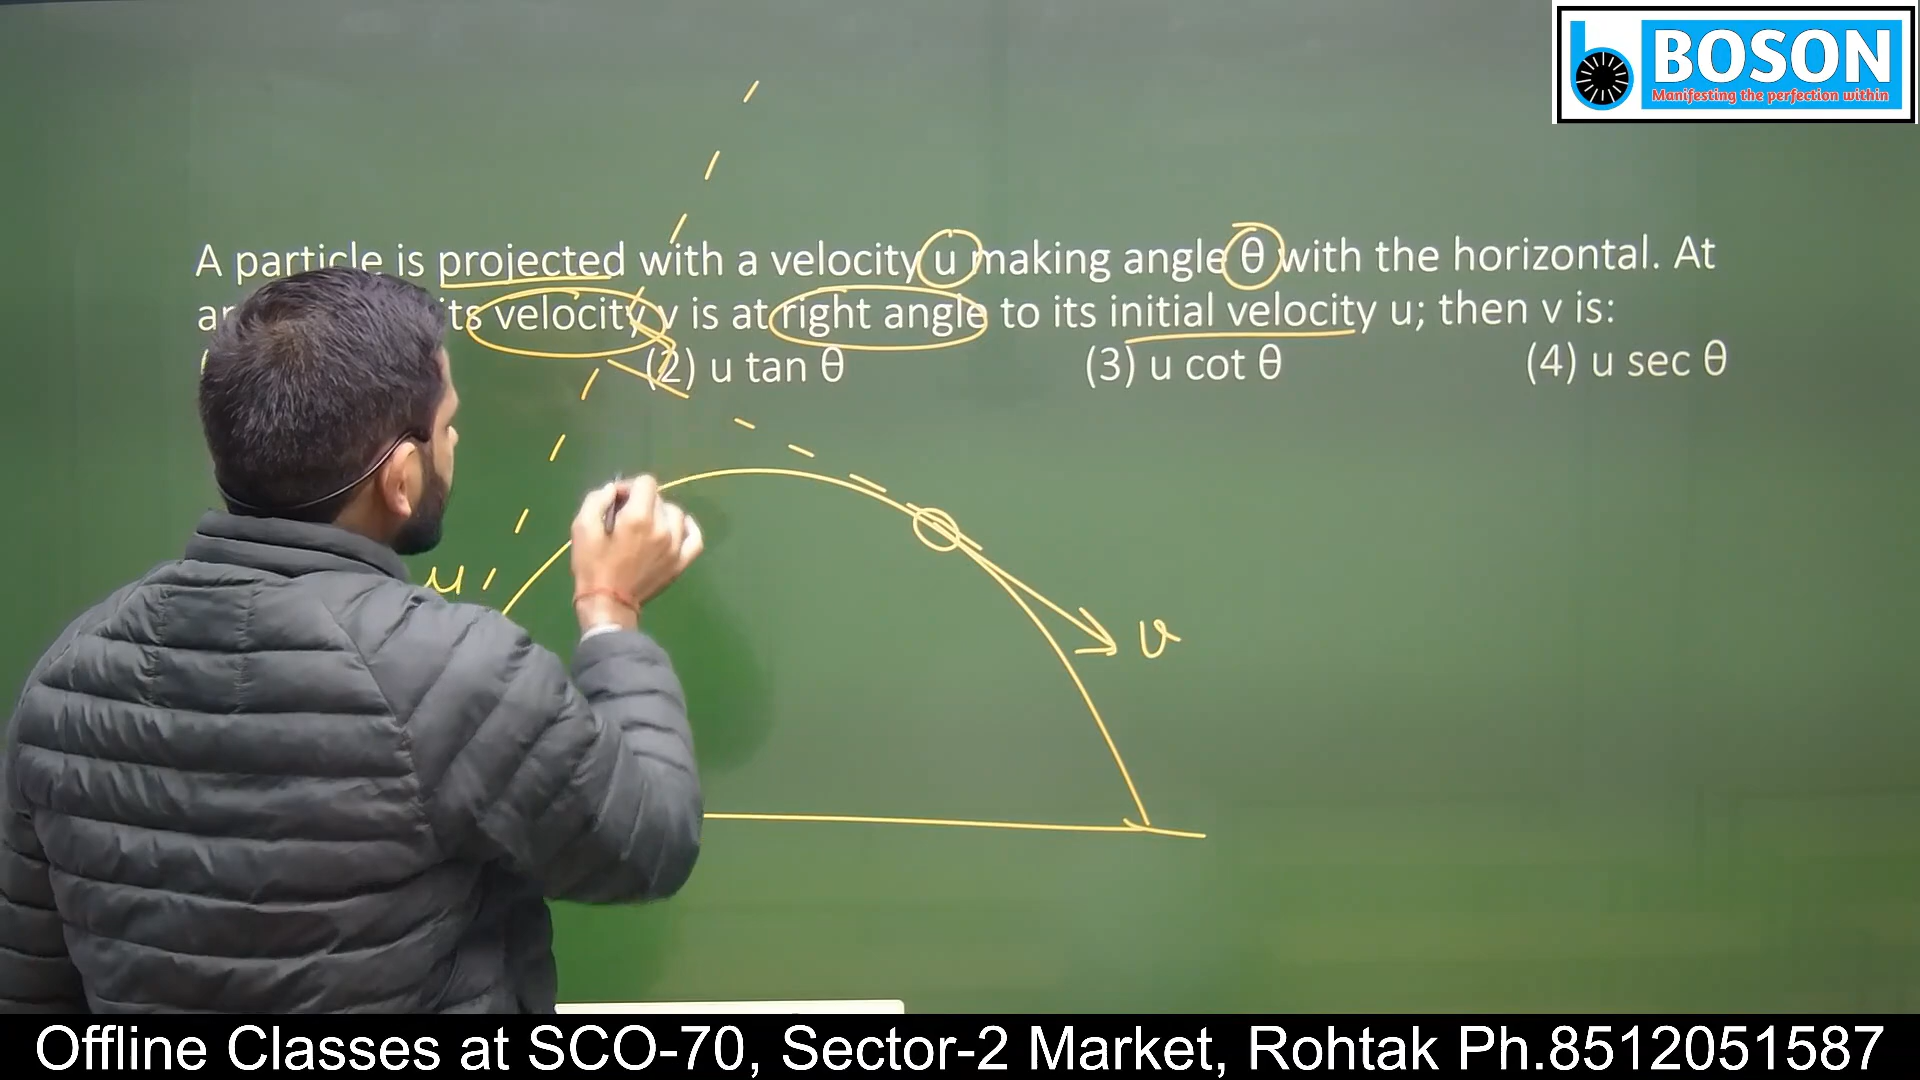 BOSON
Manifesting the perfection within
A particle is projected with a velocity u making angle θ with the horizontal. At
its velocity v is at right angle to its initial velocity u; then v is:
(2) u tan θ (3) u cot θ (4) u sec θ
u
v
Offline Classes at SCO-70, Sector-2 Market, Rohtak Ph.8512051587